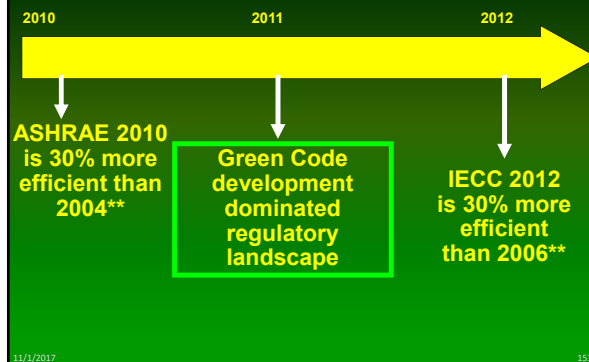 2010
2011
2012
ASHRAE 2010
is 30% more
efficient than
2004**
Green Code
development
dominated
regulatory
landscape
IECC 2012
is 30% more
efficient
than 2006**
11/1/2017